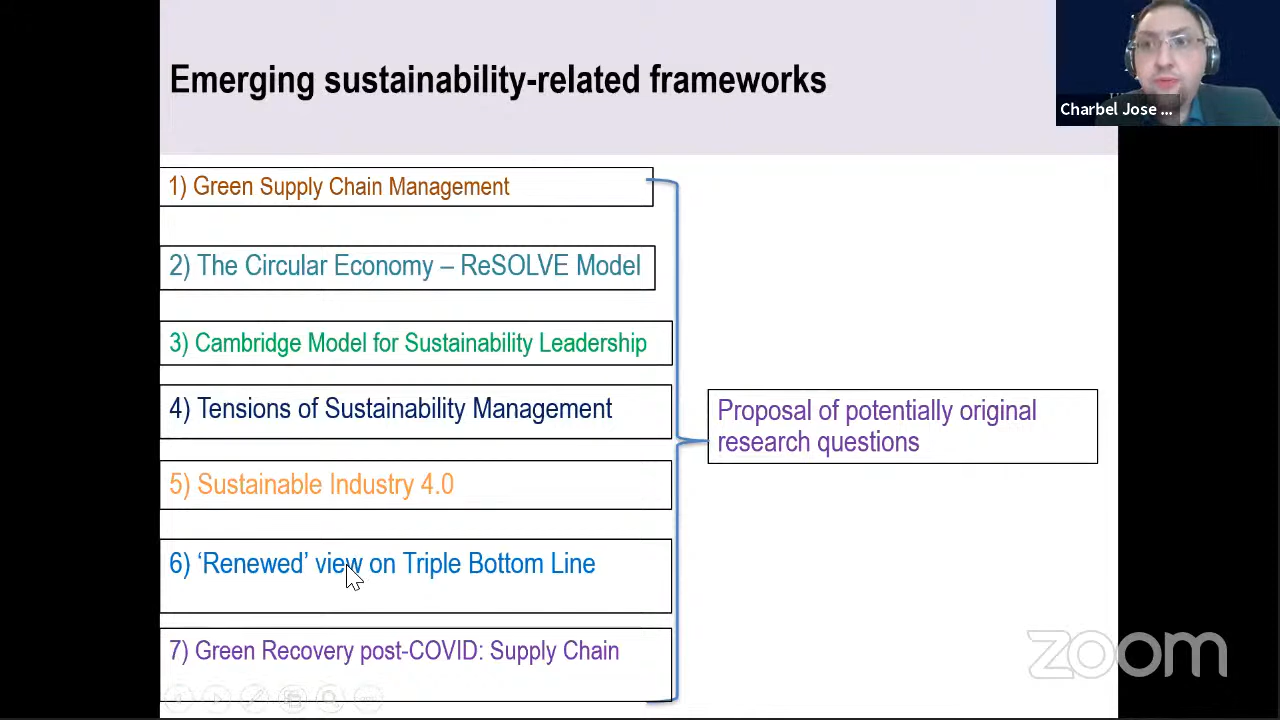 Emerging sustainability-related frameworks
Charbel Jose ...
1) Green Supply Chain Management
2) The Circular Economy – ReSOLVE Model
3) Cambridge Model for Sustainability Leadership
4) Tensions of Sustainability Management
Proposal of potentially original
research questions
5) Sustainable Industry 4.0
6) ‘Renewed’ view on Triple Bottom Line
7) Green Recovery post-COVID: Supply Chain
zoom